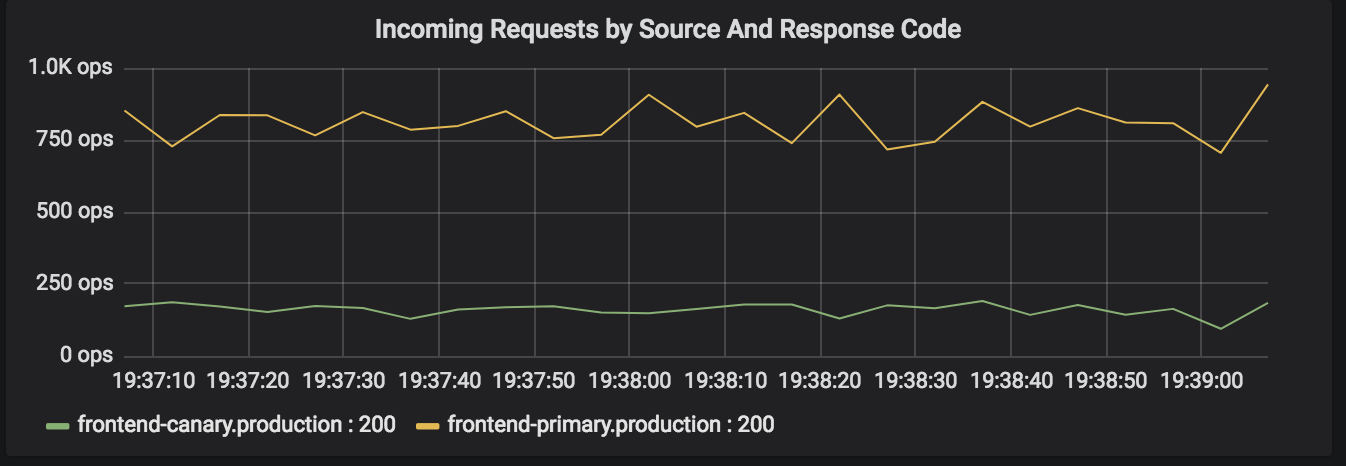 Incoming Requests by Source And Response Code
1.0K ops
750 ops
500 ops
250 ops
0 ops
19:37:10 19:37:20 19:37:30 19:37:40 19:37:50 19:38:00 19:38:10 19:38:20 19:38:30 19:38:40 19:38:50 19:39:00
frontend-canary.production : 200 frontend-primary.production : 200